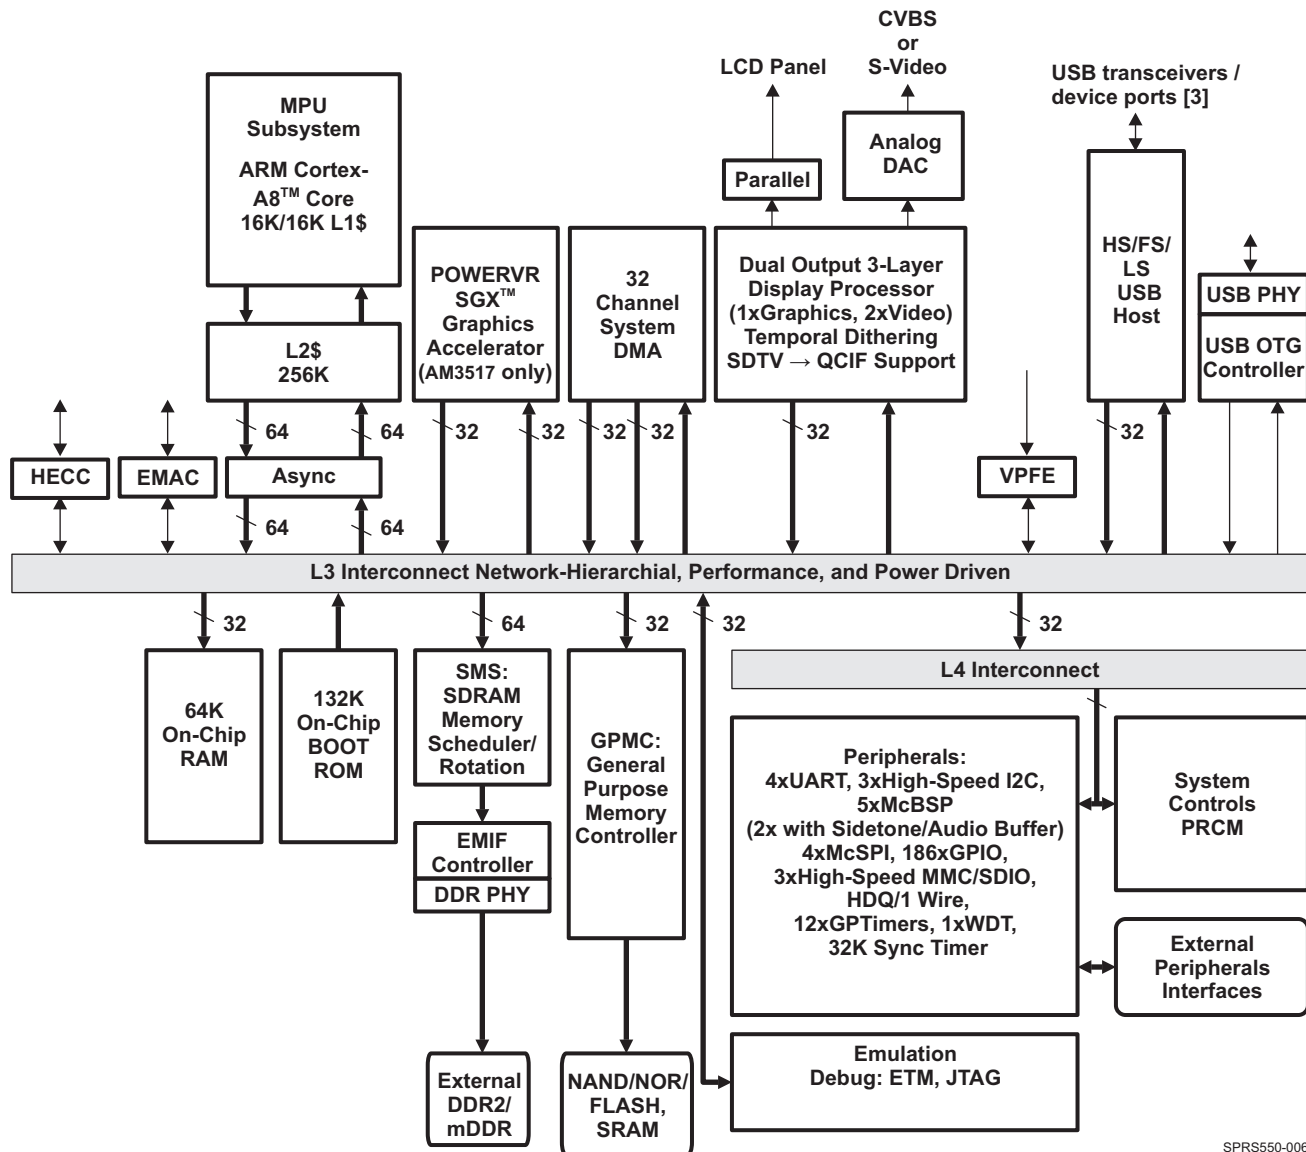 CVBS
or
S-Video
LCD Panel
USB transceivers /
device ports [3]
MPU
Subsystem
ARM Cortex-
A8™ Core
16K/16K L1$
Analog
DAC
Parallel
POWERVR
SGX™
Graphics
Accelerator
(AM3517 only)
32
Channel
System
DMA
Dual Output 3-Layer
Display Processor
(1xGraphics, 2xVideo)
Temporal Dithering
SDTV → QCIF Support
HS/FS/
LS
USB
Host
USB PHY
USB OTG
Controller
L2$
256K
64
64
32
32
32
32
32
32
HECC
EMAC
Async
VPFE
64
64
L3 Interconnect Network-Hierarchial, Performance, and Power Driven
32
64
32
32
32
L4 Interconnect
64K
On-Chip
RAM
132K
On-Chip
BOOT
ROM
SMS:
SDRAM
Memory
Scheduler/
Rotation
EMIF
Controller
DDR PHY
GPMC:
General
Purpose
Memory
Controller
Peripherals:
4xUART, 3xHigh-Speed I2C,
5xMcBSP
(2x with Sidetone/Audio Buffer)
4xMcSPI, 186xGPIO,
3xHigh-Speed MMC/SDIO,
HDQ/1 Wire,
12xGPTimers, 1xWDT,
32K Sync Timer
System
Controls
PRCM
External
Peripherals
Interfaces
Emulation
Debug: ETM, JTAG
External
DDR2/
mDDR
NAND/NOR/
FLASH,
SRAM
SPRS550-006